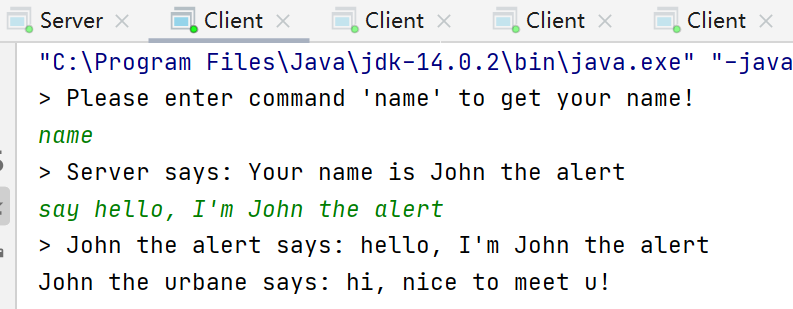 Server Client Client Client Client
"C:\Program Files\Java\jdk-14.0.2\bin\java.exe" "-java
> Please enter command 'name' to get your name!
name
> Server says: Your name is John the alert
say hello, I'm John the alert
> John the alert says: hello, I'm John the alert
John the urbane says: hi, nice to meet u!